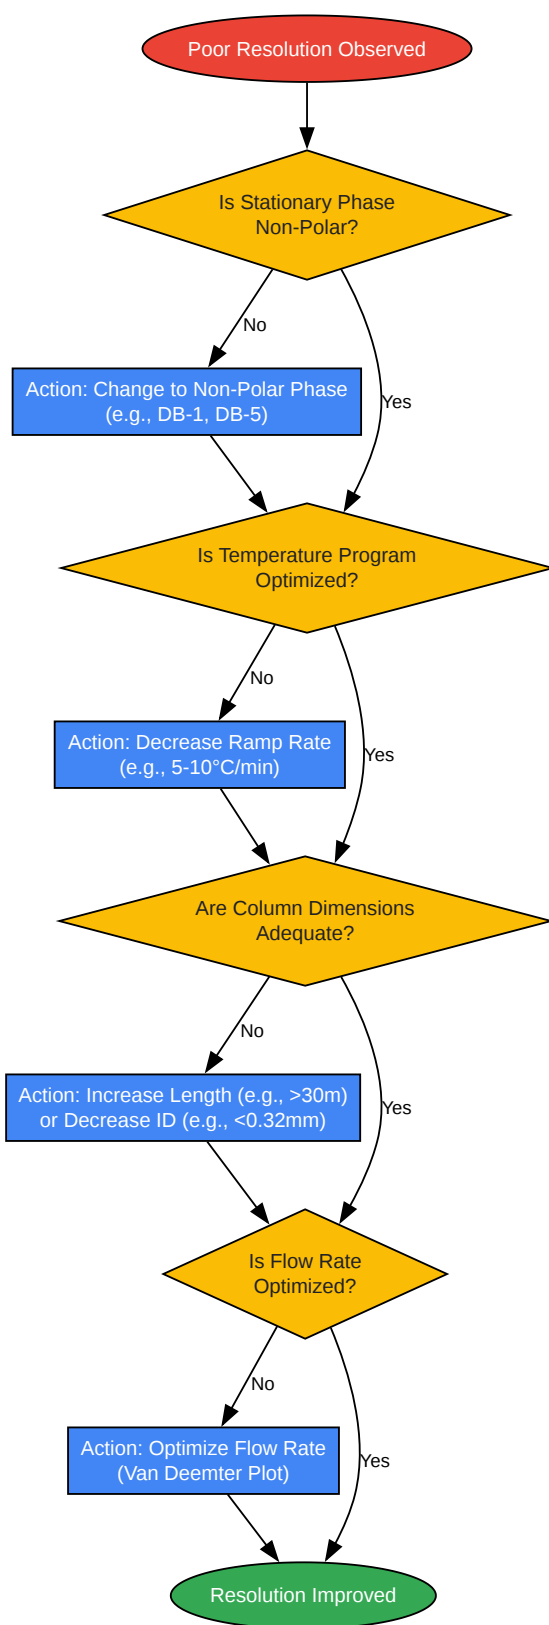 Poor Resolution Observed
Is Stationary Phase
Non-Polar?
No
Action: Change to Non-Polar Phase
(e.g., DB-1, DB-5)
Yes
Is Temperature Program
Optimized?
No
Action: Decrease Ramp Rate
(e.g., 5-10°C/min)
Yes
Are Column Dimensions
Adequate?
No
Action: Increase Length (e.g., >30m)
or Decrease ID (e.g., <0.32mm)
Yes
Is Flow Rate
Optimized?
No
Action: Optimize Flow Rate
(Van Deemter Plot)
Yes
Resolution Improved